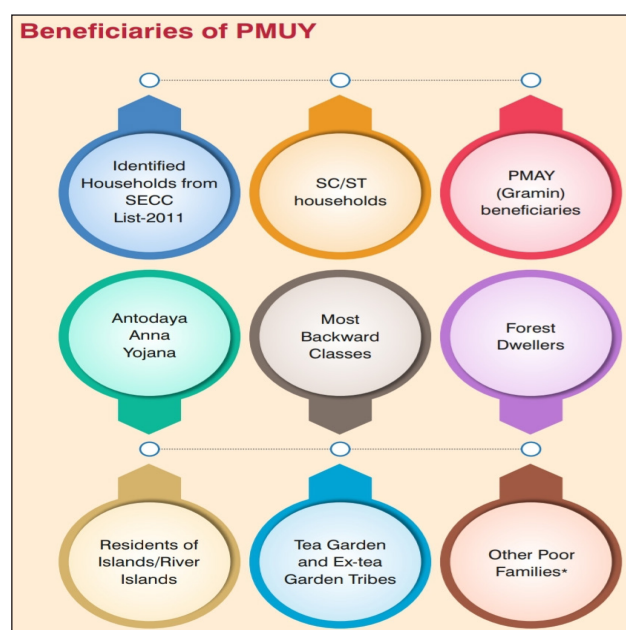 Beneficiaries of PMUY
Identified
Households from
SECC
List-2011
SC/ST
households
PMAY
(Gramin)
beneficiaries
Antodaya
Anna
Yojana
Most
Backward
Classes
Forest
Dwellers
Residents of
Islands/River
Islands
Tea Garden
and Ex-tea
Garden Tribes
Other Poor
Families*